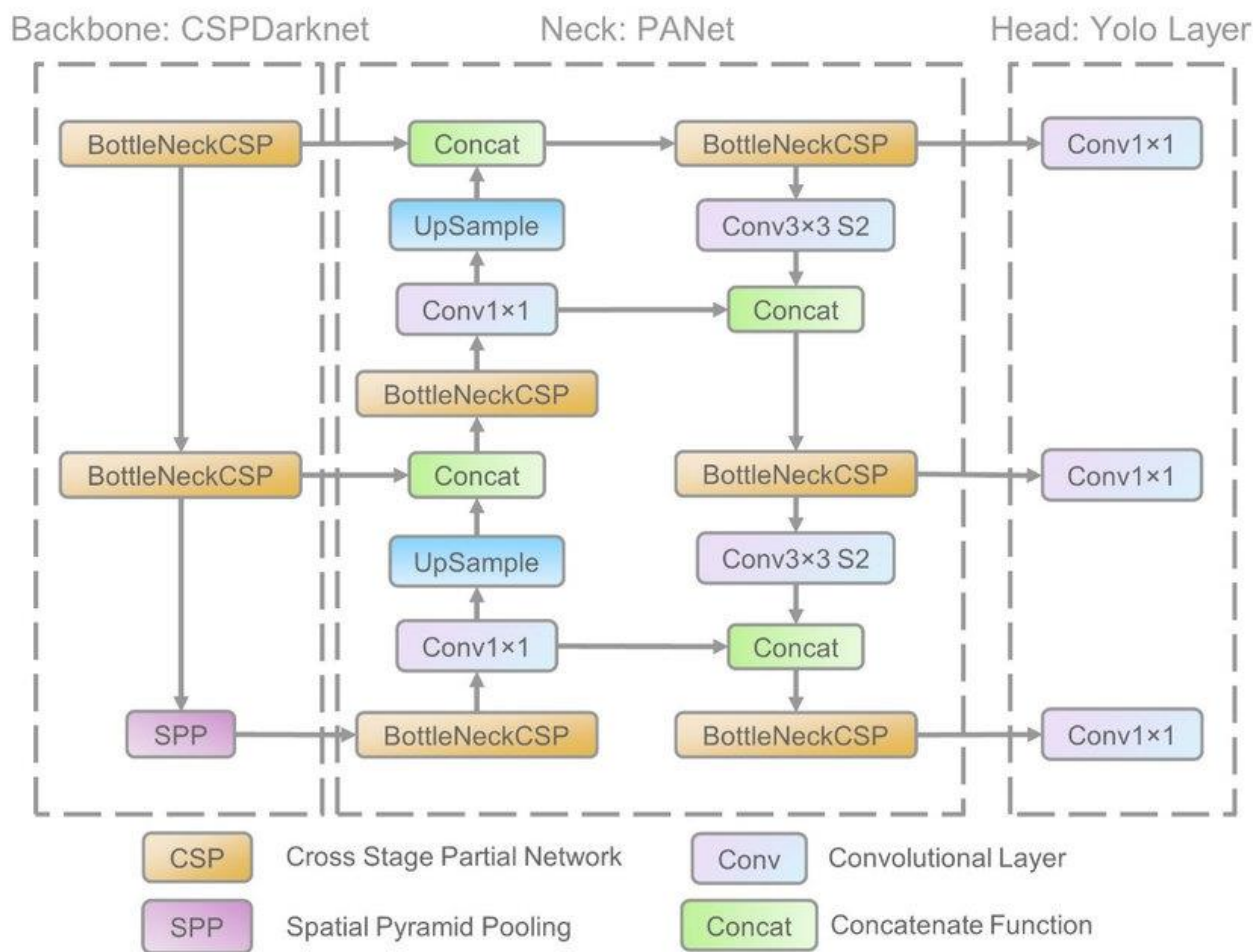 Backbone: CSPDarknet
Neck: PANet
Head: Yolo Layer
BottleNeckCSP
Concat
BottleNeckCSP
Conv1×1
UpSample
Conv3×3 S2
Conv1×1
Concat
BottleNeckCSP
BottleNeckCSP
Concat
BottleNeckCSP
Conv1×1
UpSample
Conv3×3 S2
Conv1×1
Concat
SPP
BottleNeckCSP
BottleNeckCSP
Conv1×1
CSP
Cross Stage Partial Network
Conv
Convolutional Layer
SPP
Spatial Pyramid Pooling
Concat
Concatenate Function